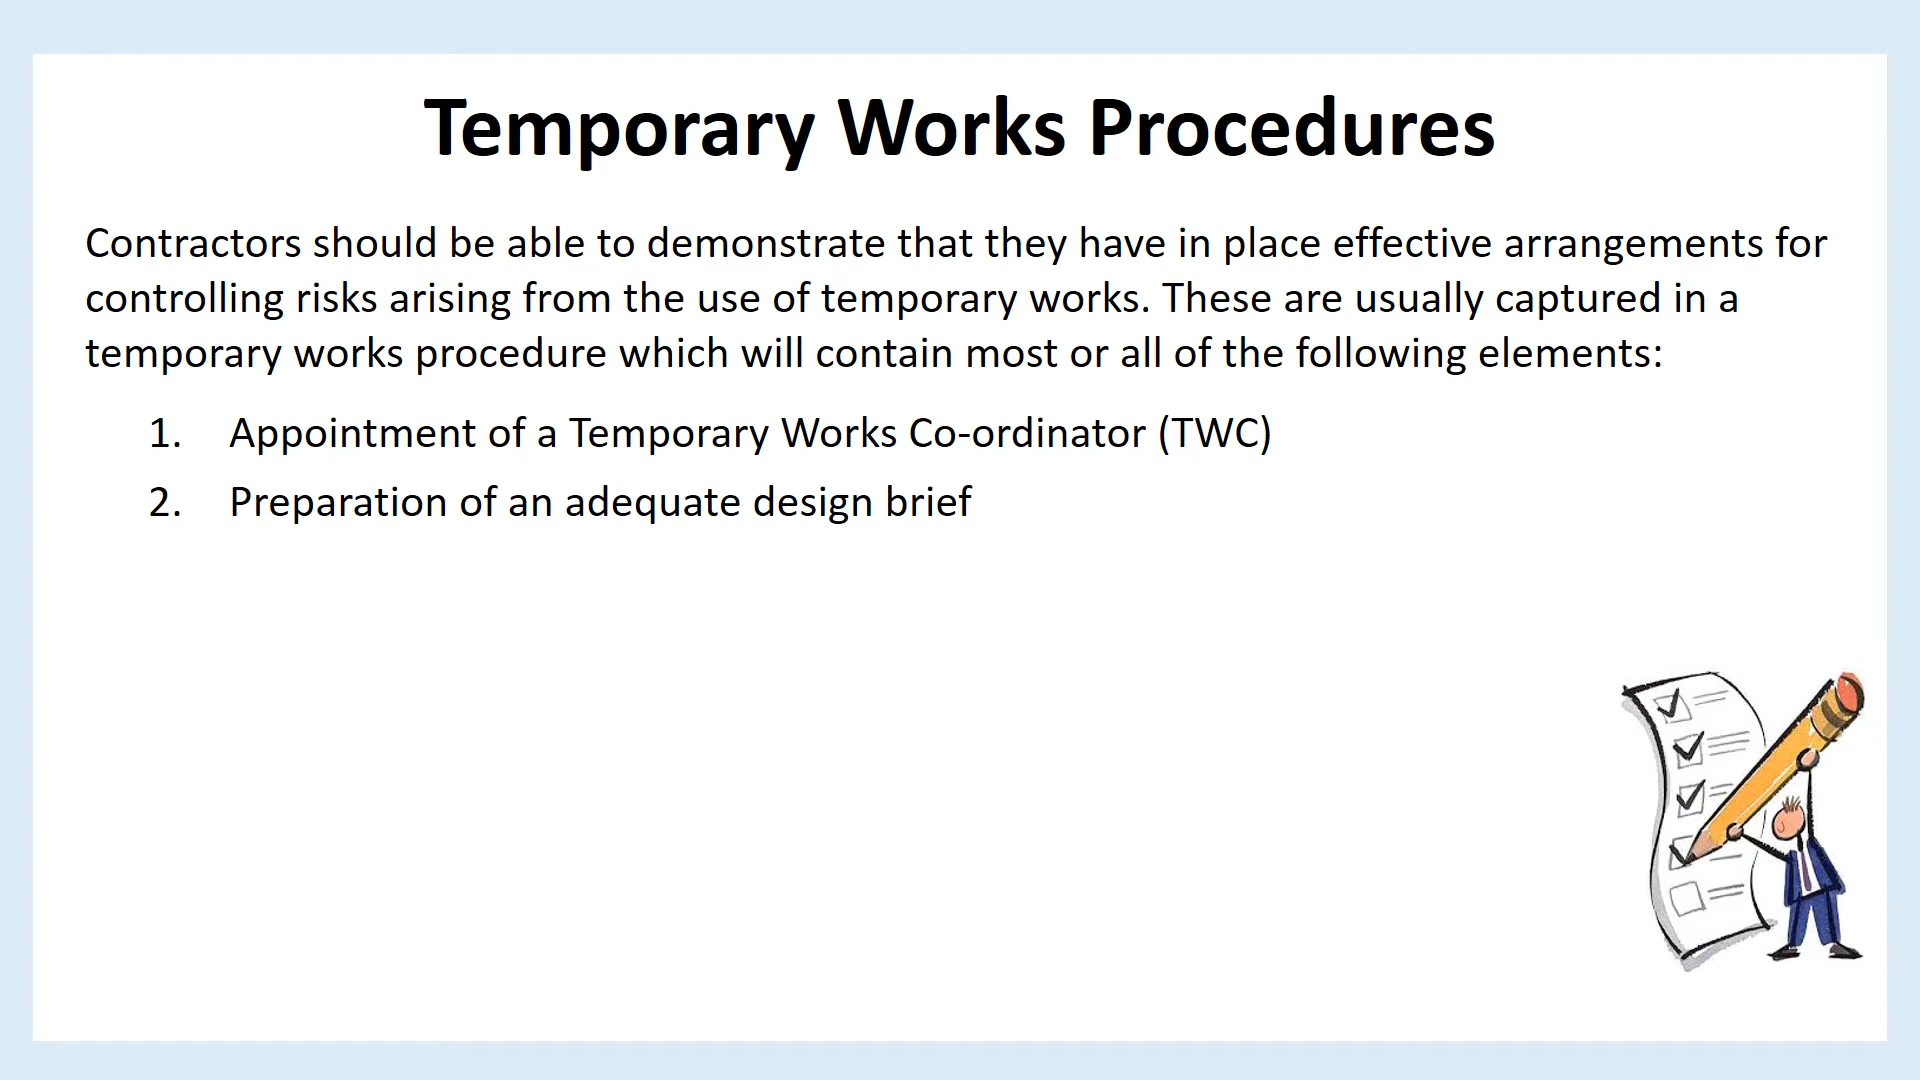 Temporary Works Procedures
Contractors should be able to demonstrate that they have in place effective arrangements for
controlling risks arising from the use of temporary works. These are usually captured in a
temporary works procedure which will contain most or all of the following elements:
1. Appointment of a Temporary Works Co-ordinator (TWC)
2. Preparation of an adequate design brief